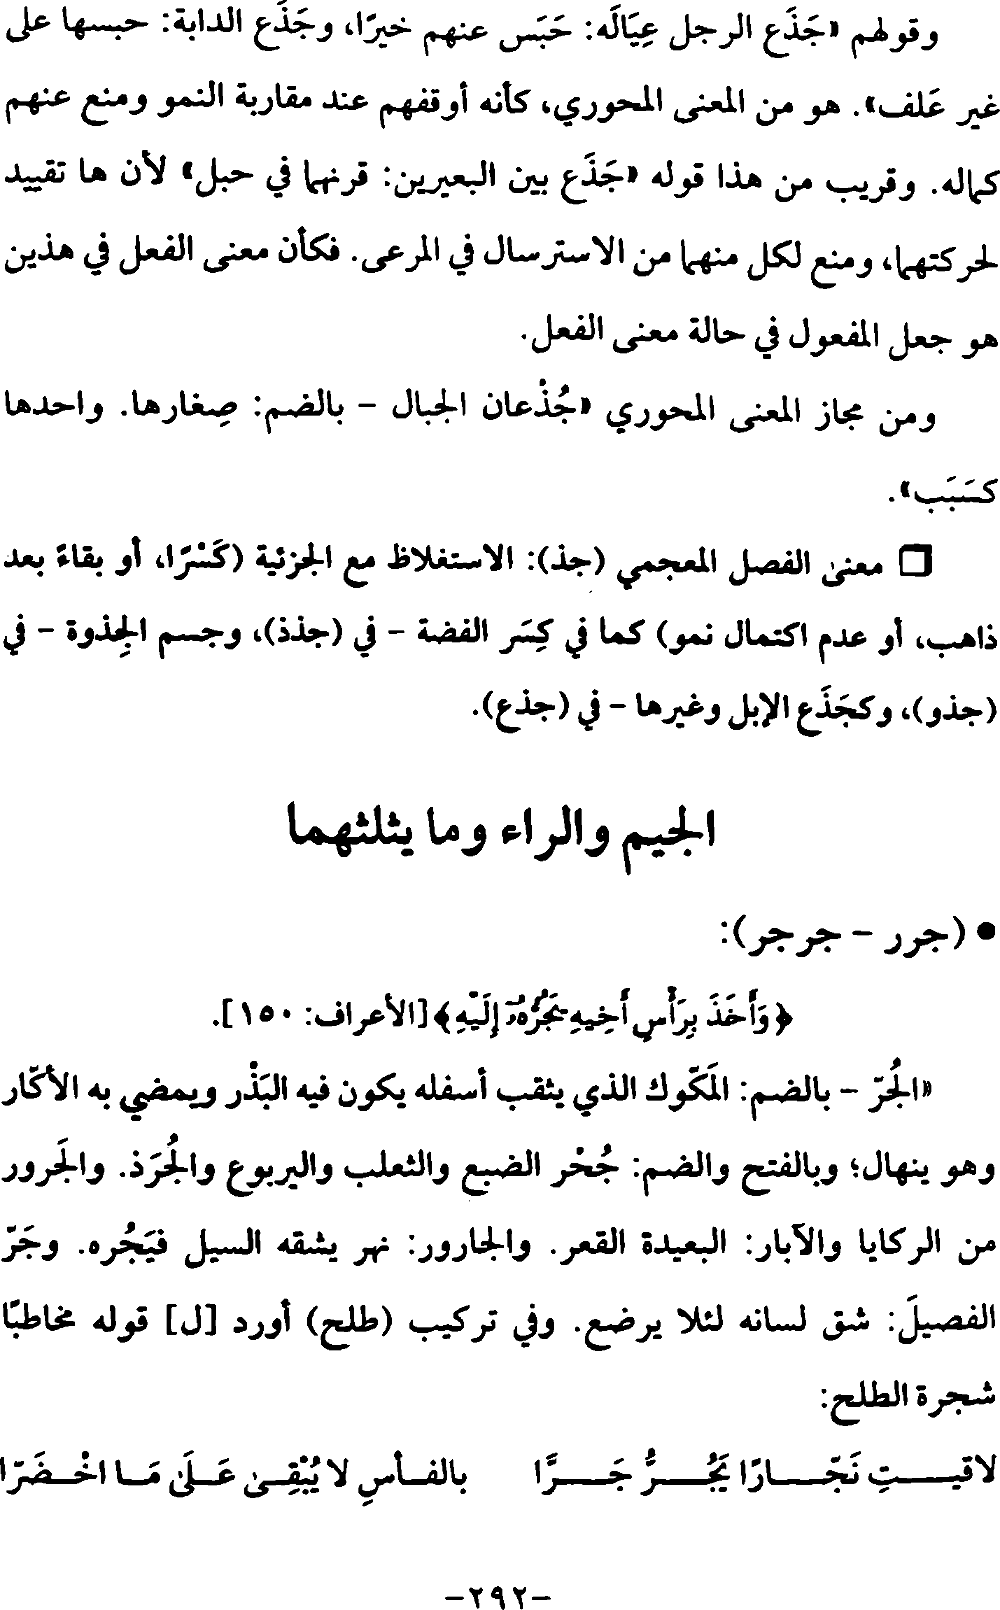 وقولهم «جَذَع الرجل عِيَالَه: حَبَس عنهم خيرًا، وجَذَع الدابة: حبسها على
غير عَلف». هو من المعنى المحوري، كأنه أوقفهم عند مقاربة النمو ومنع عنهم
كماله. وقريب من هذا قوله «جَذَع بين البعيرين: قرنهما في حبل» لأن ها تقييد
لحركتهما، ومنع لكل منهما من الاسترسال في المرعى. فكأن معنى الفعل في هذين
هو جعل المفعول في حالة معنى الفعل.
ومن مجاز المعنى المحوري «جُذْعان الجبال – بالضم: صِغارها. واحدها
كسَبَب».
□ معنى الفصل المعجمي (جذ): الاستغلاظ مع الجزئية (كَسْرًا، أو بقاءً بعد
ذاهب، أو عدم اكتمال نمو) كما في كِسَر الفضة – في (جذذ)، وجسم الجِذوة – في
(جذو)، وكجَذَع الإبل وغيرها – في (جذع).
الجيم والراء وما يثلثهما
• (جرر – جرجر):
﴿وَأَخَذَ بِرَأْسِ أَخِيهِ يَجُرُّهُۥٓ إِلَيْهِ﴾ [الأعراف: ١٥٠].
«الجُرّ – بالضم: المَكّوك الذي يثقب أسفله يكون فيه البَذْر ويمضي به الأكّار
وهو ينهال؛ وبالفتح والضم: جُحْر الضبع والثعلب واليربوع والجُرَذ. والجَرور
من الركايا والآبار: البعيدة القعر. والجارور: نهر يشقه السيل فيَجُره. وجَرّ
الفصيلَ: شق لسانه لئلا يرضع. وفي تركيب (طلح) أورد [ل] قوله مخاطبًا
شجرة الطلح:
لاقيـــتِ نَجّـــارًا يَجُـــرُّ جَـــرًّا بالفـأسِ لا يُبْقِـى عَـلَى مَـا اخْـضَرّا
–٢٩٢–